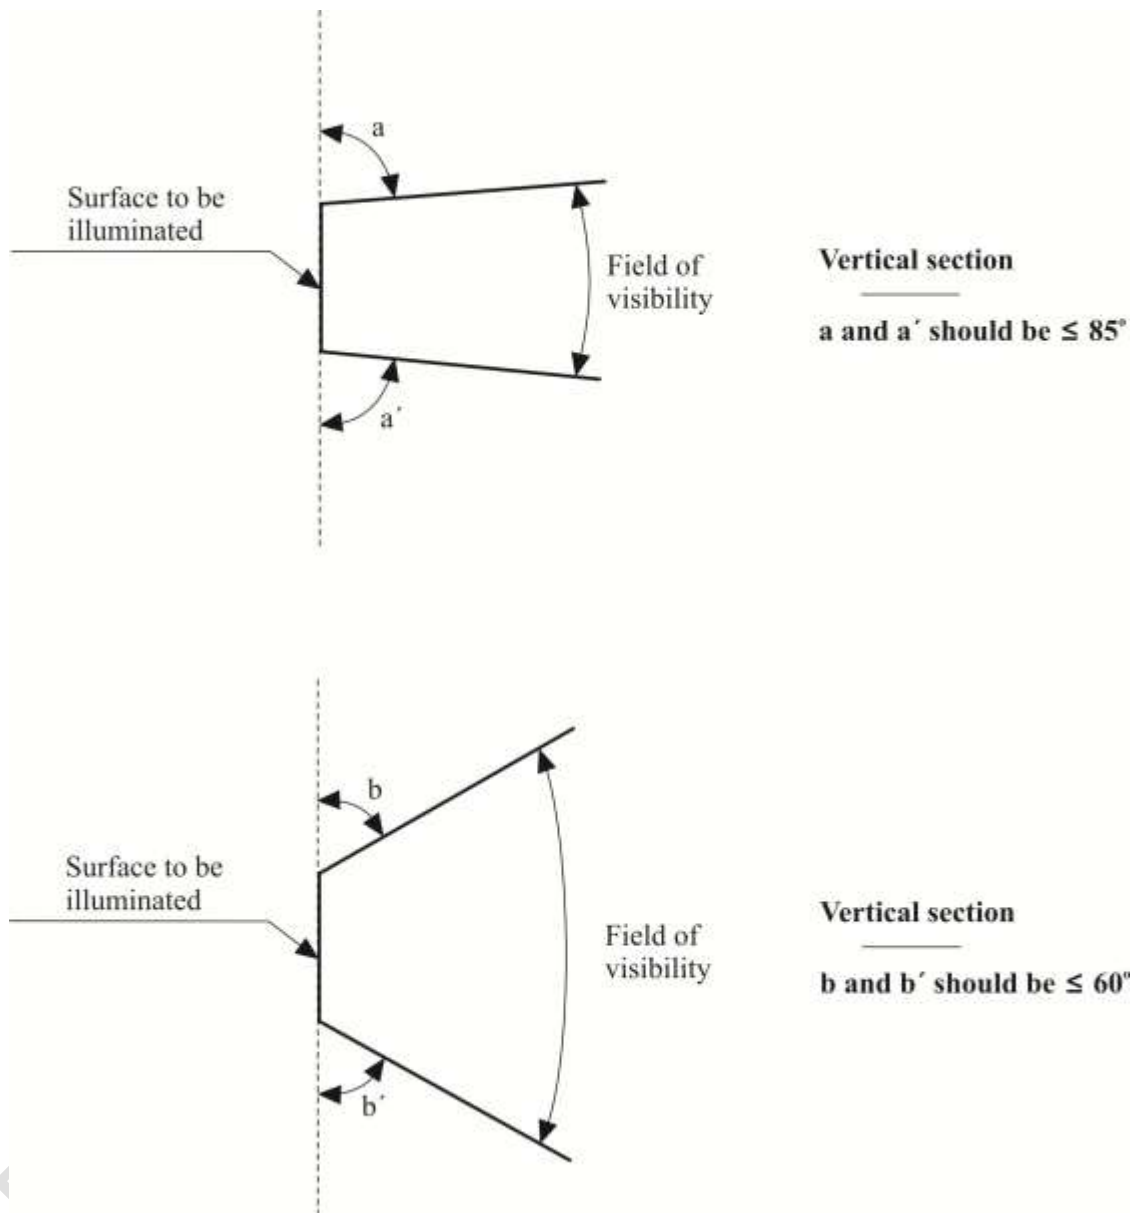 a
Surface to be
illuminated
Field of
visibility
Vertical section
a and a´ should be ≤ 85°
a´
b
Surface to be
illuminated
Field of
visibility
Vertical section
b and b´ should be ≤ 60°
b´